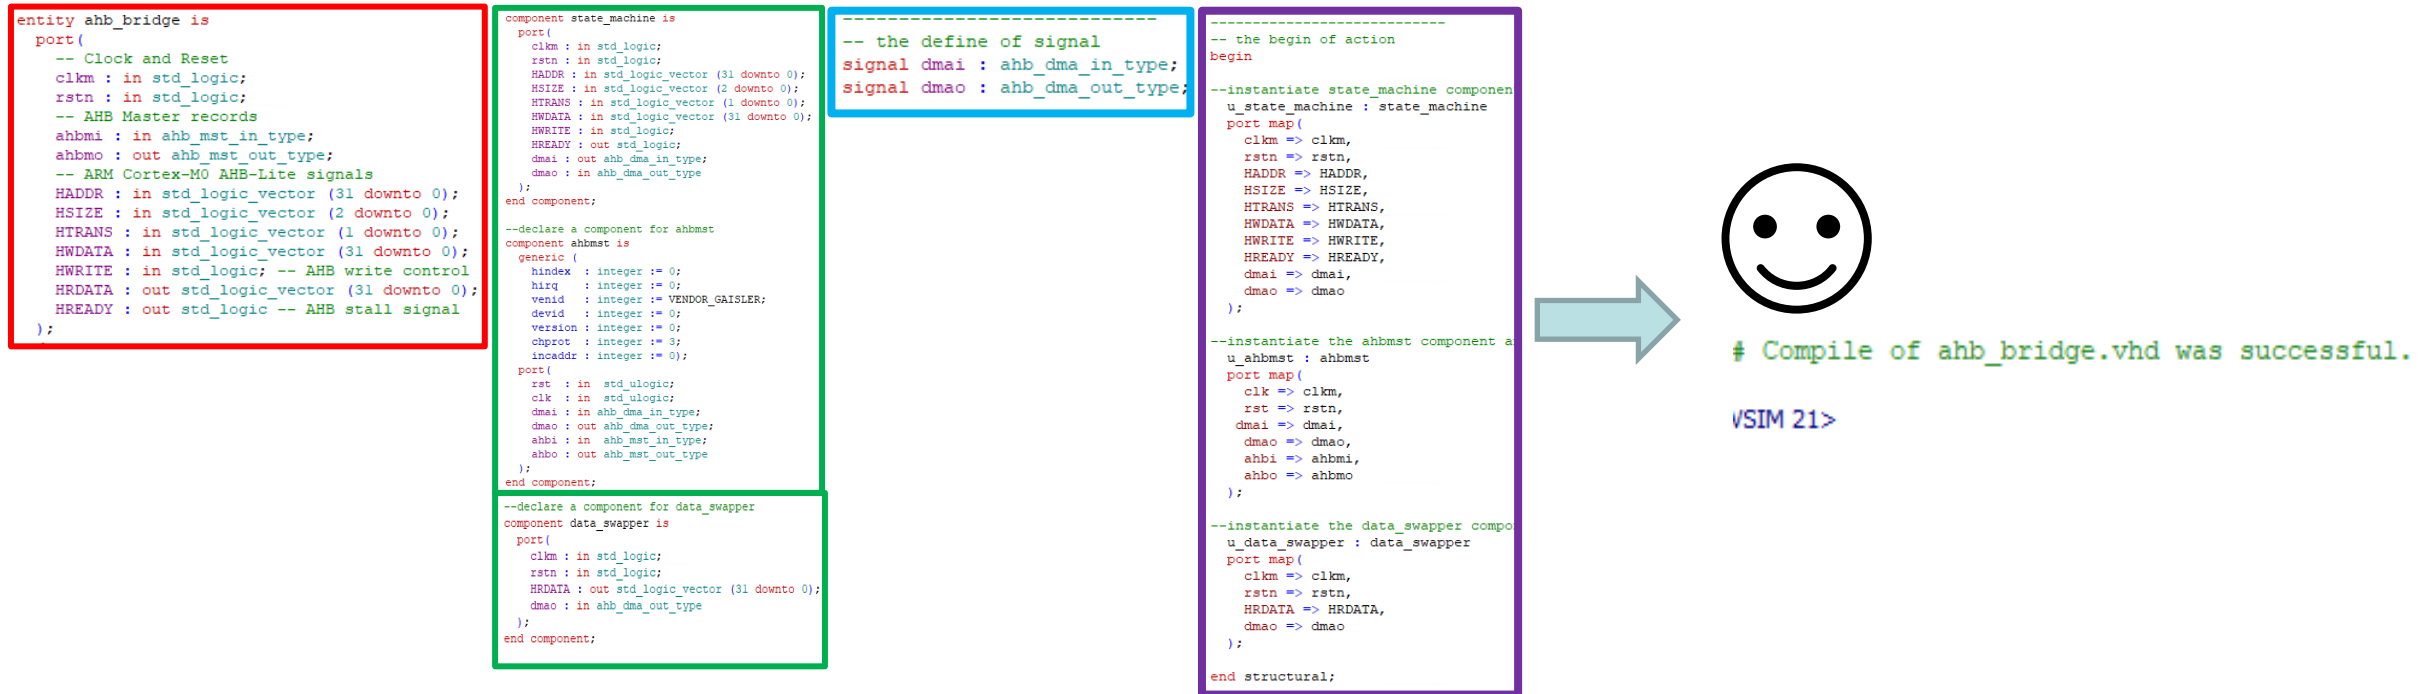 entity ahb_bridge is
port(
-- Clock and Reset
clkm : in std_logic;
rstn : in std_logic;
-- AHB Master records
ahbmi : in ahb_mst_in_type;
ahbmo : out ahb_mst_out_type;
-- ARM Cortex-M0 AHB-Lite signals
HADDR : in std_logic_vector (31 downto 0);
HSIZE : in std_logic_vector (2 downto 0);
HTRANS : in std_logic_vector (1 downto 0);
HWDATA : in std_logic_vector (31 downto 0);
HWRITE : in std_logic; -- AHB write control
HRDATA : out std_logic_vector (31 downto 0);
HREADY : out std_logic -- AHB stall signal
);
component state_machine is
port(
clkm : in std_logic;
rstn : in std_logic;
HADDR : in std_logic_vector (31 downto 0);
HSIZE : in std_logic_vector (2 downto 0);
HTRANS : in std_logic_vector (1 downto 0);
HWDATA : in std_logic_vector (31 downto 0);
HWRITE : in std_logic;
HREADY : out std_logic;
dmai : out ahb_dma_in_type;
dmao : in ahb_dma_out_type
);
end component;
--declare a component for ahbmst
component ahbmst is
generic (
hindex : integer := 0;
hirq : integer := 0;
venid : integer := VENDOR_GAISLER;
devid : integer := 0;
version : integer := 0;
chprot : integer := 3;
incaddr : integer := 0);
port(
rst : in std_ulogic;
clk : in std_ulogic;
dmai : in ahb_dma_in_type;
dmao : out ahb_dma_out_type;
ahbi : in ahb_mst_in_type;
ahbo : out ahb_mst_out_type
);
end component;
--declare a component for data_swapper
component data_swapper is
port(
clkm : in std_logic;
rstn : in std_logic;
HRDATA : out std_logic_vector (31 downto 0);
dmao : in ahb_dma_out_type
);
end component;
----------------------------
-- the define of signal
signal dmai : ahb_dma_in_type;
signal dmao : ahb_dma_out_type;
----------------------------
-- the begin of action
begin
--instantiate state_machine componen
u_state_machine : state_machine
port map(
clkm => clkm,
rstn => rstn,
HADDR => HADDR,
HSIZE => HSIZE,
HTRANS => HTRANS,
HWDATA => HWDATA,
HWRITE => HWRITE,
HREADY => HREADY,
dmai => dmai,
dmao => dmao
);
--instantiate the ahbmst component a
u_ahbmst : ahbmst
port map(
clk => clkm,
rst => rstn,
dmai => dmai,
dmao => dmao,
ahbi => ahbmi,
ahbo => ahbmo
);
--instantiate the data_swapper compo
u_data_swapper : data_swapper
port map(
clkm => clkm,
rstn => rstn,
HRDATA => HRDATA,
dmao => dmao
);
end structural;
# Compile of ahb_bridge.vhd was successful.
VSIM 21>